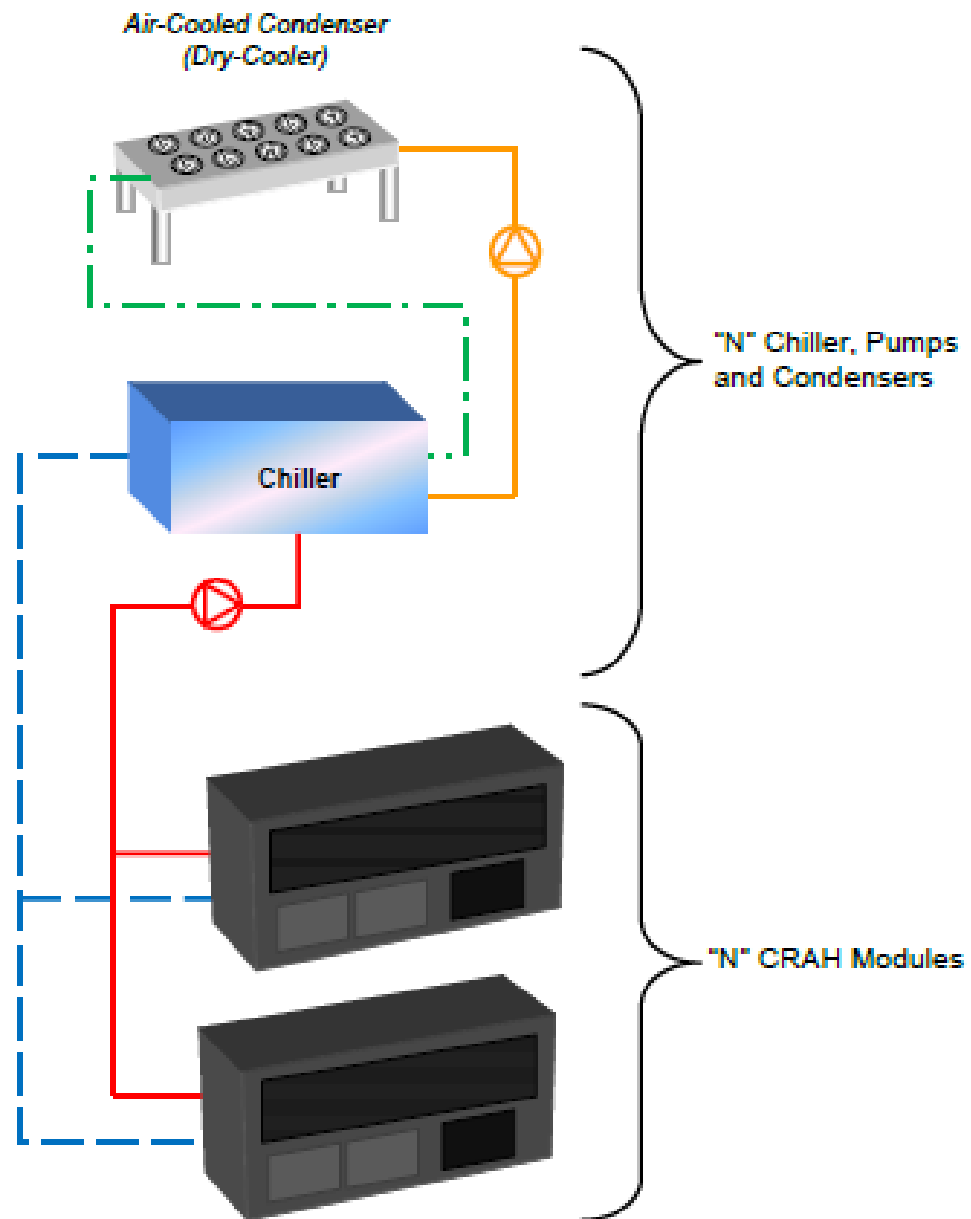 Air-Cooled Condenser
(Dry-Cooler)
"N" Chiller, Pumps
and Condensers
Chiller
"N" CRAH Modules